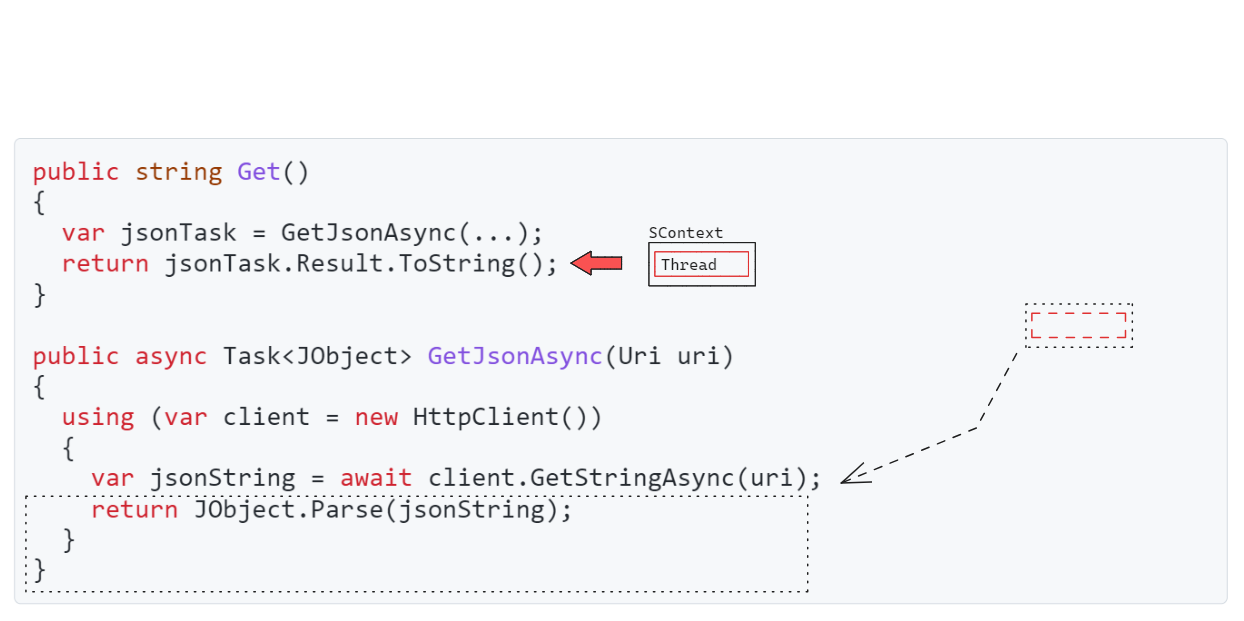 public string Get()
{
  var jsonTask = GetJsonAsync(...);
SContext
  return jsonTask.Result.ToString();
Thread
}
public async Task<JObject> GetJsonAsync(Uri uri)
{
  using (var client = new HttpClient())
  {
    var jsonString = await client.GetStringAsync(uri);
    return JObject.Parse(jsonString);
  }
}